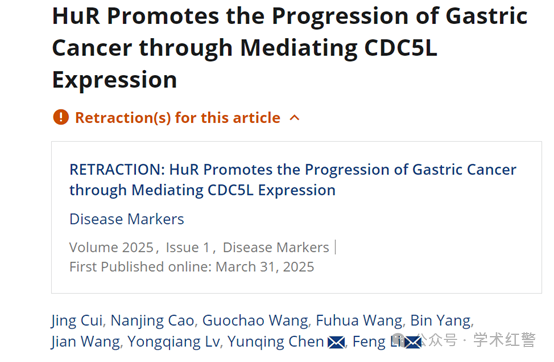 HuR Promotes the Progression of Gastric
Cancer through Mediating CDC5L
Expression
Retraction(s) for this article
RETRACTION: HuR Promotes the Progression of Gastric Cancer
through Mediating CDC5L Expression
Disease Markers
Volume 2025, Issue 1, Disease Markers
First Published online: March 31, 2025
Jing Cui, Nanjing Cao, Guochao Wang, Fuhua Wang, Bin Yang,
Jian Wang, Yongqiang Lv, Yunqing Chen, Feng
公众号 · 学术红警